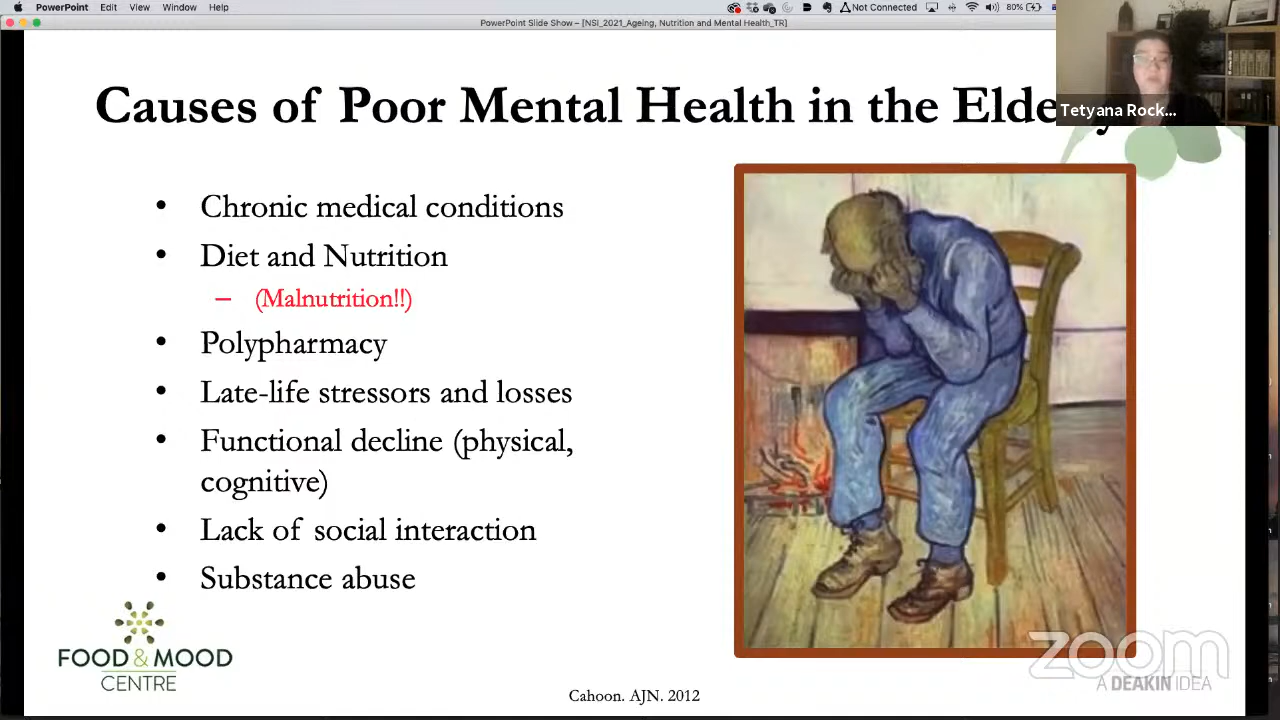 PowerPoint Edit View Window Help
Not Connected
80%
PowerPoint Slide Show - [NSI_2021_Ageing, Nutrition and Mental Health_TR]
Causes of Poor Mental Health in the Elde
Tetyana Rock...
• Chronic medical conditions
• Diet and Nutrition
– (Malnutrition!!)
• Polypharmacy
• Late-life stressors and losses
• Functional decline (physical,
cognitive)
• Lack of social interaction
• Substance abuse
FOOD & MOOD
CENTRE
Cahoon. AJN. 2012
zoom
A DEAKIN IDEA